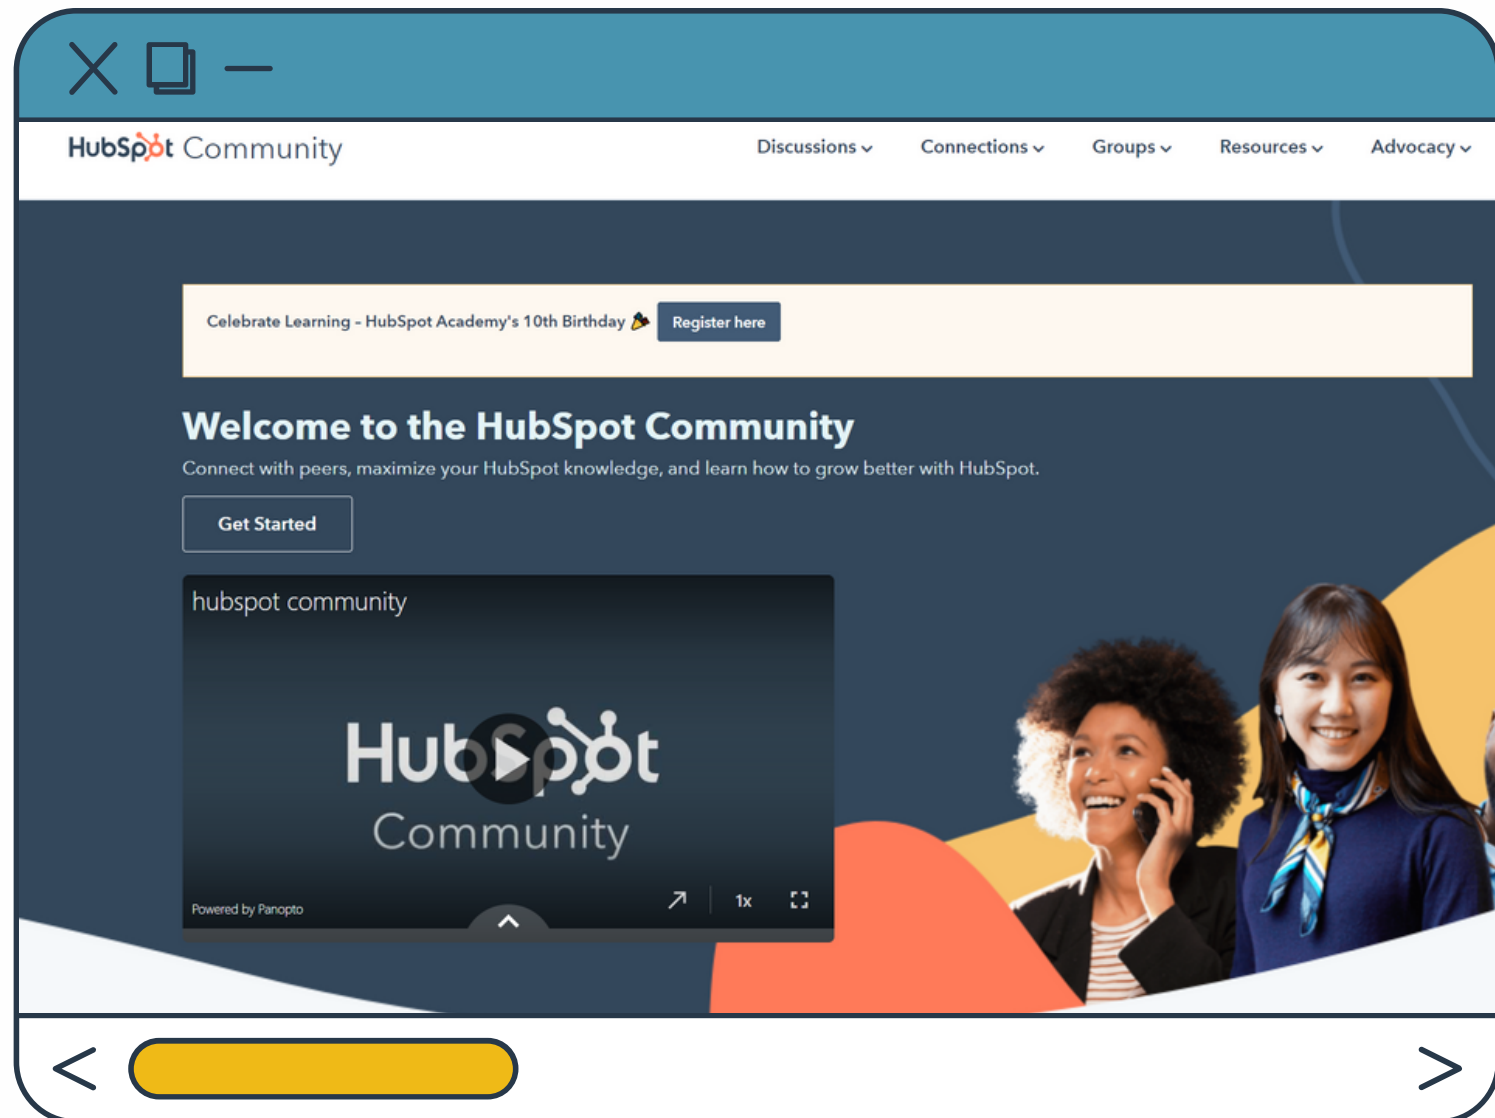 HubSpot Community
Discussions
Connections
Groups
Resources
Advocacy
Celebrate Learning - HubSpot Academy's 10th Birthday
Register here
Welcome to the HubSpot Community
Connect with peers, maximize your HubSpot knowledge, and learn how to grow better with HubSpot.
Get Started
hubspot community
HubSpot
Community
Powered by Panopto
1x